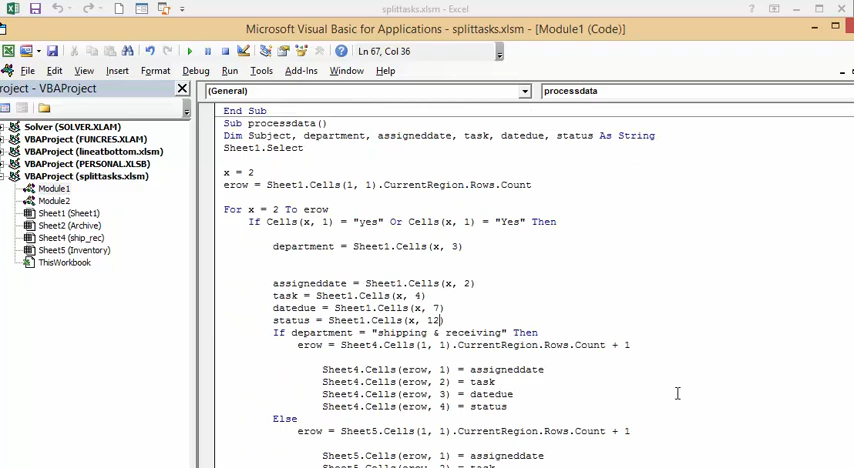 splittasks.xlsm - Excel
Microsoft Visual Basic for Applications - splittasks.xlsm - [Module1 (Code)]
Ln 67, Col 36
File Edit View Insert Format Debug Run Tools Add-Ins Window Help
roject - VBAProject
(General) processdata
Solver (SOLVER.XLAM)
VBAProject (FUNCRES.XLAM)
VBAProject (lineatbottom.xlsm)
VBAProject (PERSONAL.XLSB)
VBAProject (splittasks.xlsm)
Module1
Module2
Sheet1 (Sheet1)
Sheet2 (Archive)
Sheet4 (ship_rec)
Sheet5 (Inventory)
ThisWorkbook
End Sub
Sub processdata()
Dim Subject, department, assigneddate, task, datedue, status As String
Sheet1.Select
x = 2
erow = Sheet1.Cells(1, 1).CurrentRegion.Rows.Count
For x = 2 To erow
If Cells(x, 1) = "yes" Or Cells(x, 1) = "Yes" Then
department = Sheet1.Cells(x, 3)
assigneddate = Sheet1.Cells(x, 2)
task = Sheet1.Cells(x, 4)
datedue = Sheet1.Cells(x, 7)
status = Sheet1.Cells(x, 12)
If department = "shipping & receiving" Then
erow = Sheet4.Cells(1, 1).CurrentRegion.Rows.Count + 1
Sheet4.Cells(erow, 1) = assigneddate
Sheet4.Cells(erow, 2) = task
Sheet4.Cells(erow, 3) = datedue
Sheet4.Cells(erow, 4) = status
Else
erow = Sheet5.Cells(1, 1).CurrentRegion.Rows.Count + 1
Sheet5.Cells(erow, 1) = assigneddate
Sheet5.Cells(erow, 2) = task